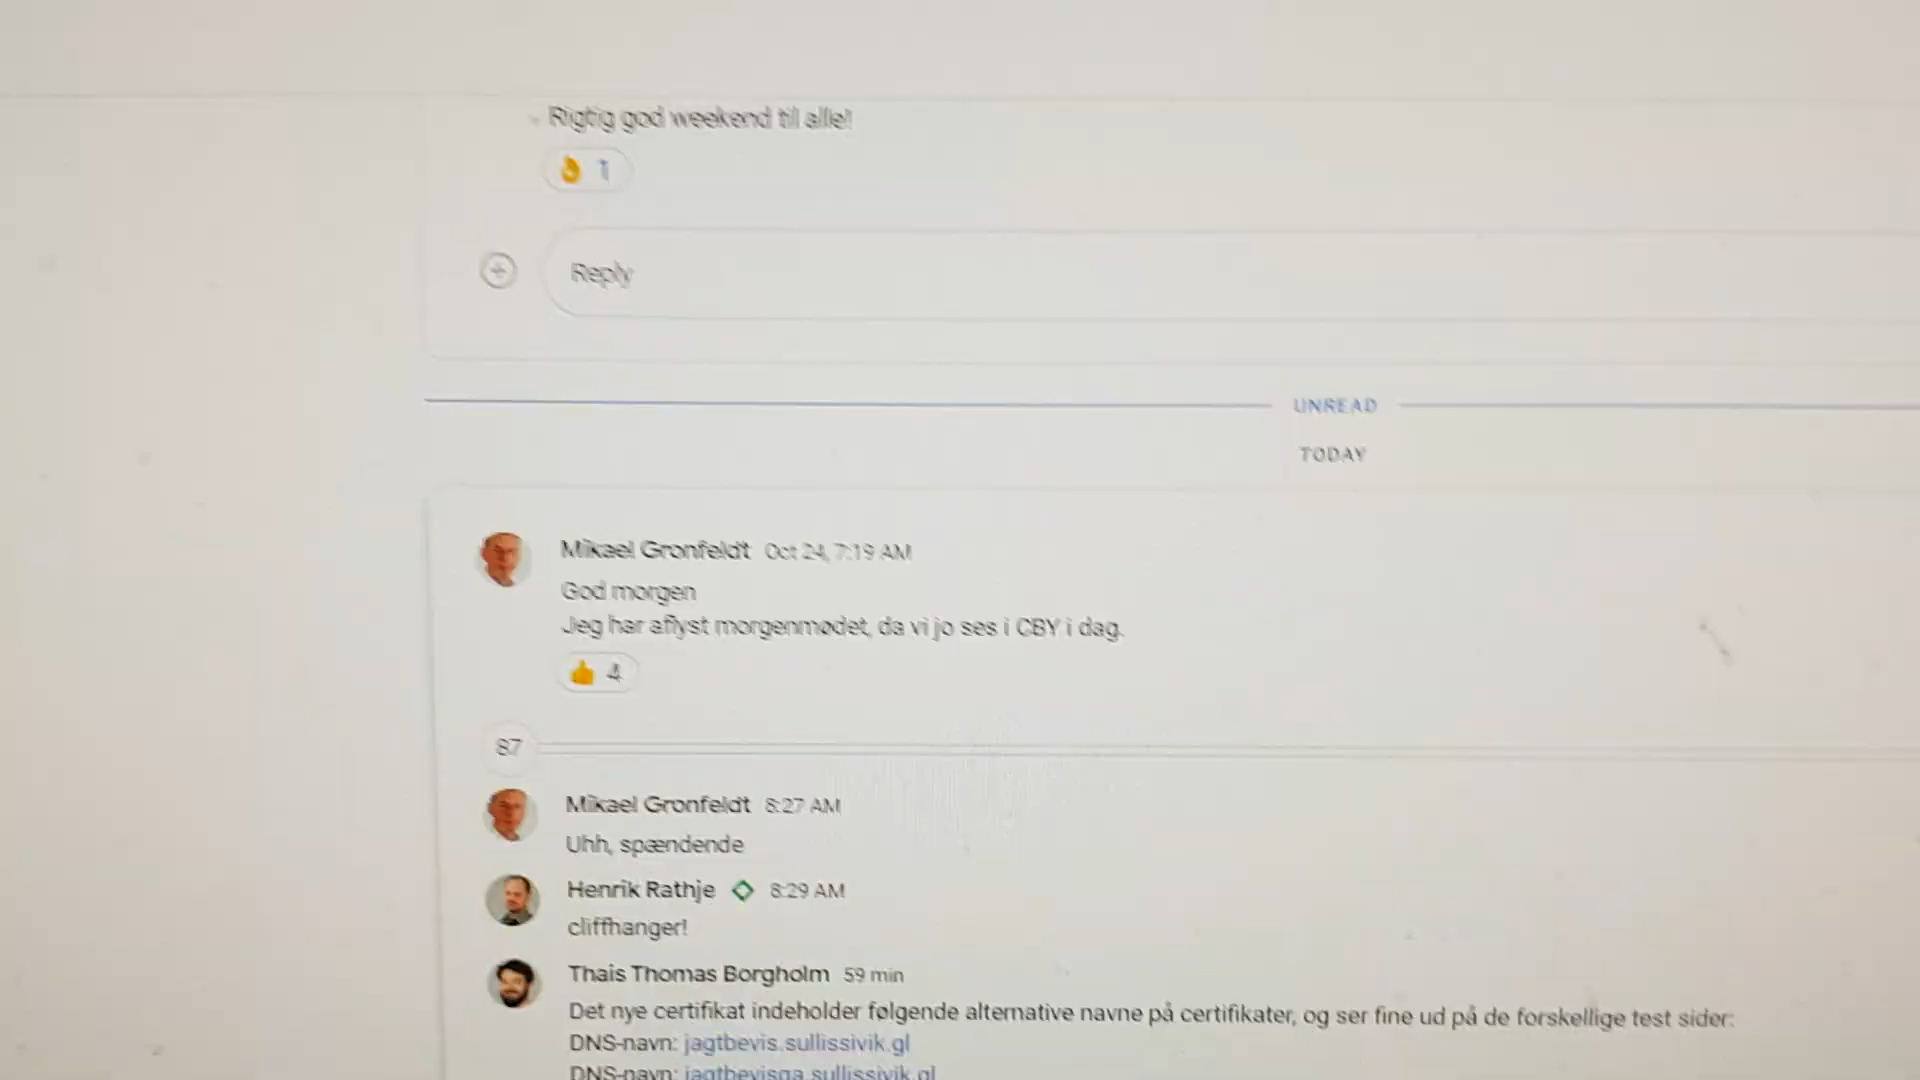 Rigtig god weekend til alle!
1
Reply
UNREAD
TODAY
Mikael Gronfeldt Oct 24, 7:19 AM
God morgen
Jeg har aflyst morgenmødet, da vi jo ses i CBY i dag.
4
87
Mikael Gronfeldt 8:27 AM
Uhh, spændende
Henrik Rathje 8:29 AM
cliffhanger!
Thais Thomas Borgholm 59 min
Det nye certifikat indeholder følgende alternative navne på certifikater, og ser fine ud på de forskellige test sider:
DNS-navn: jagtbevis.sullissivik.gl
DNS-navn: jagtbevisqa.sullissivik.gl